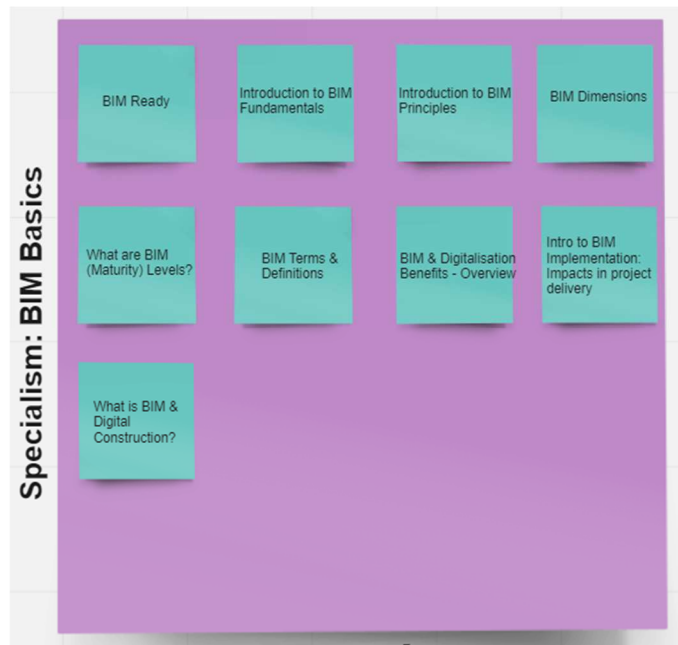 Specialism: BIM Basics
BIM Ready
Introduction to BIM
Fundamentals
Introduction to BIM
Principles
BIM Dimensions
What are BIM
(Maturity) Levels?
BIM Terms &
Definitions
BIM & Digitalisation
Benefits - Overview
Intro to BIM
Implementation:
Impacts in project
delivery
What is BIM &
Digital
Construction?